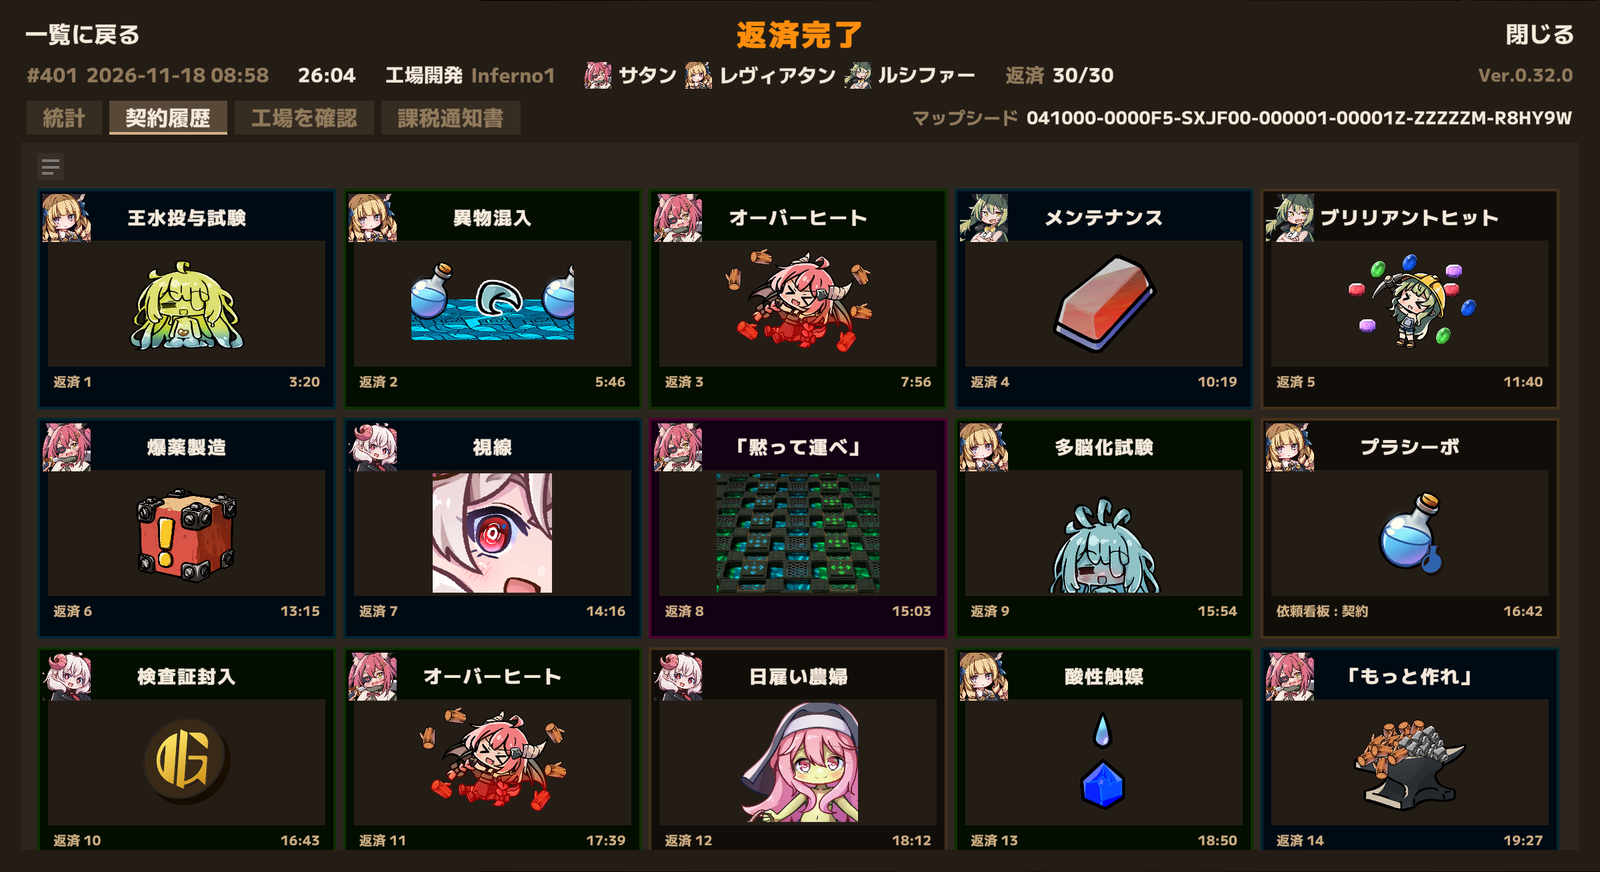 一覧に戻る
返済完了
閉じる
#401 2026-11-18 08:58 26:04 工場開発 Inferno1 サタン レヴィアタン ルシファー 返済 30/30 Ver.0.32.0
統計 契約履歴 工場を確認 課税通知書 マップシード 041000-0000F5-SXJF00-000001-00001Z-ZZZZZM-R8HY9W
王水投与試験 異物混入 オーバーヒート メンテナンス ブリリアントヒット
返済 1 3:20 返済 2 5:46 返済 3 7:56 返済 4 10:19 返済 5 11:40
爆薬製造 視線 「黙って運べ」 多脳化試験 プラシーボ
返済 6 13:15 返済 7 14:16 返済 8 15:03 返済 9 15:54 依頼看板:契約 16:42
検査証封入 オーバーヒート 日雇い農婦 酸性触媒 「もっと作れ」
返済 10 16:43 返済 11 17:39 返済 12 18:12 返済 13 18:50 返済 14 19:27